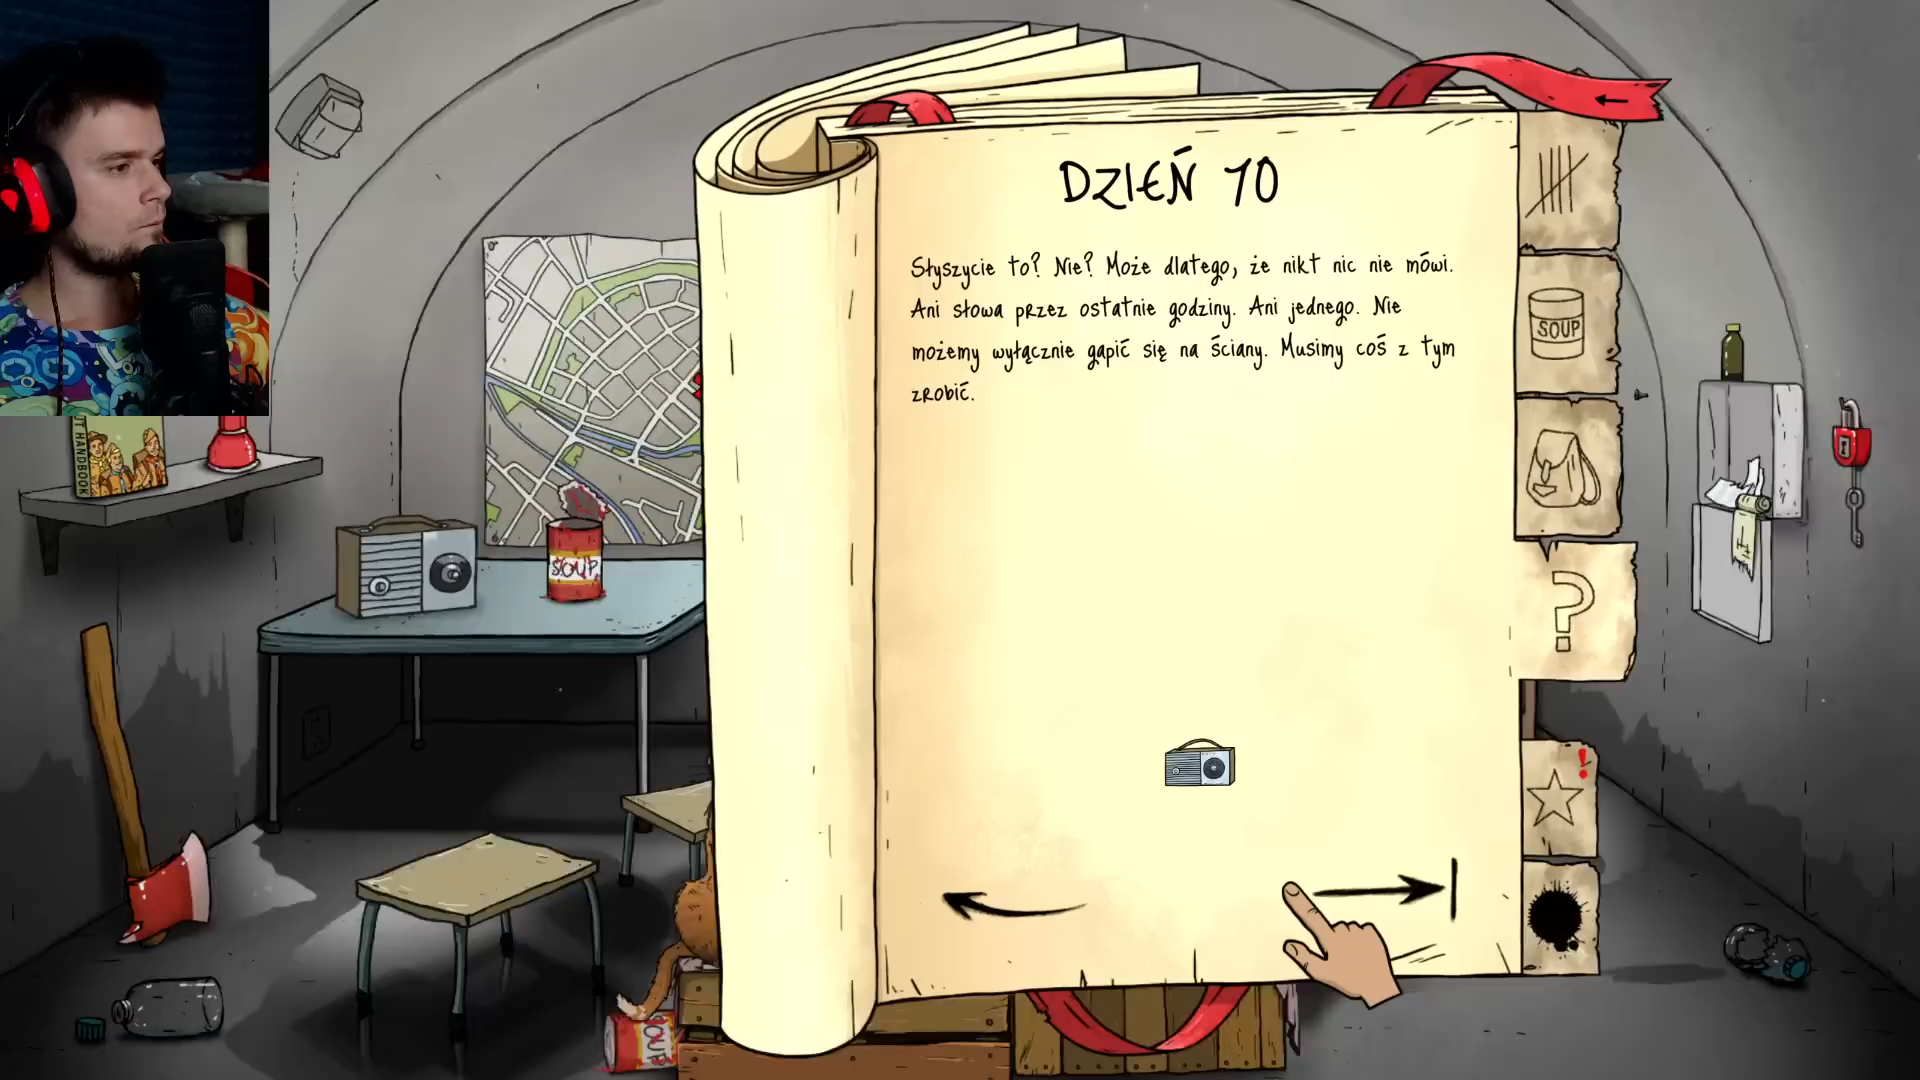 DZIEŃ 70
Słyszycie to? Nie? Może dlatego, że nikt nic nie mówi.
Ani słowa przez ostatnie godziny. Ani jednego. Nie
możemy wyłącznie gapić się na ściany. Musimy coś z tym
zrobić.
SOUP
HANDBOOK
SOUP
SOUP
!
?